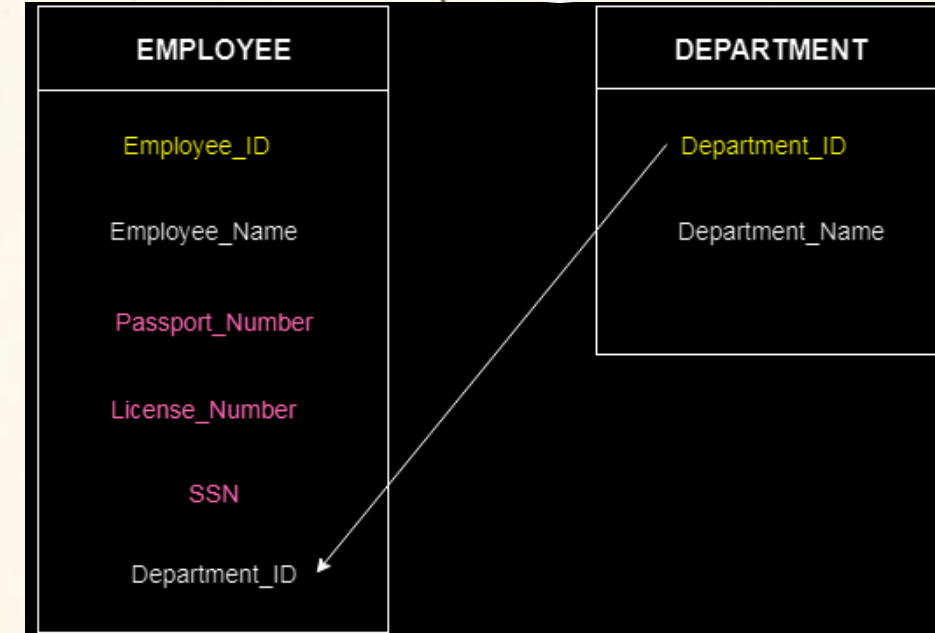 EMPLOYEE
Employee_ID
Employee_Name
Passport_Number
License_Number
SSN
Department_ID
DEPARTMENT
Department_ID
Department_Name